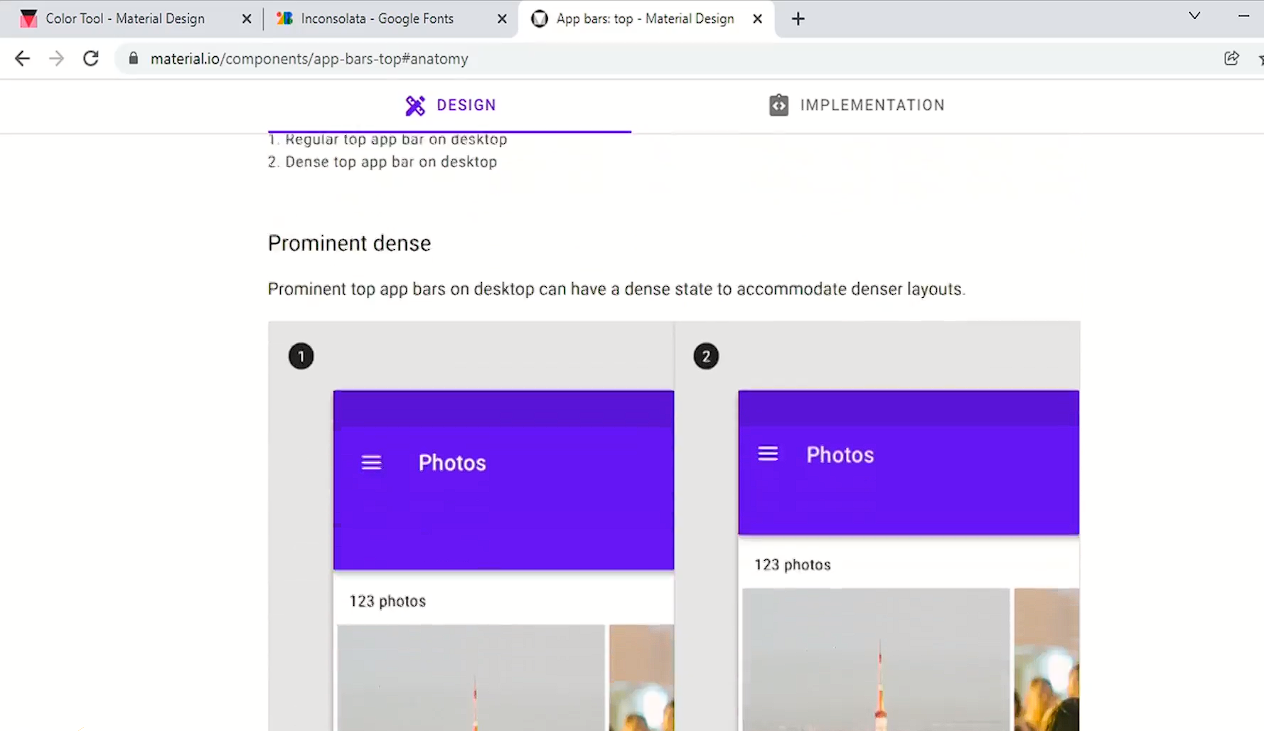 Color Tool - Material Design
Inconsolata - Google Fonts
App bars: top - Material Design
material.io/components/app-bars-top#anatomy
DESIGN
IMPLEMENTATION
1. Regular top app bar on desktop
2. Dense top app bar on desktop
Prominent dense
Prominent top app bars on desktop can have a dense state to accommodate denser layouts.
1
2
Photos
Photos
123 photos
123 photos